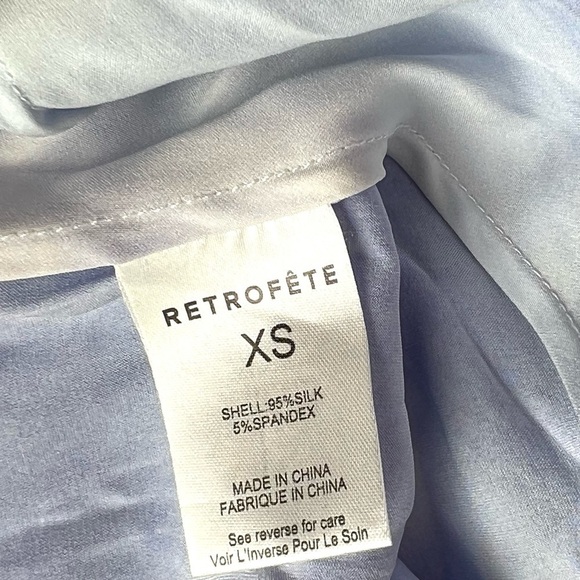 RETROFÊTE
XS
SHELL:95%SILK
5%SPANDEX
MADE IN CHINA
FABRIQUE IN CHINA
See reverse for care
Voir L'Inverse Pour Le Soin